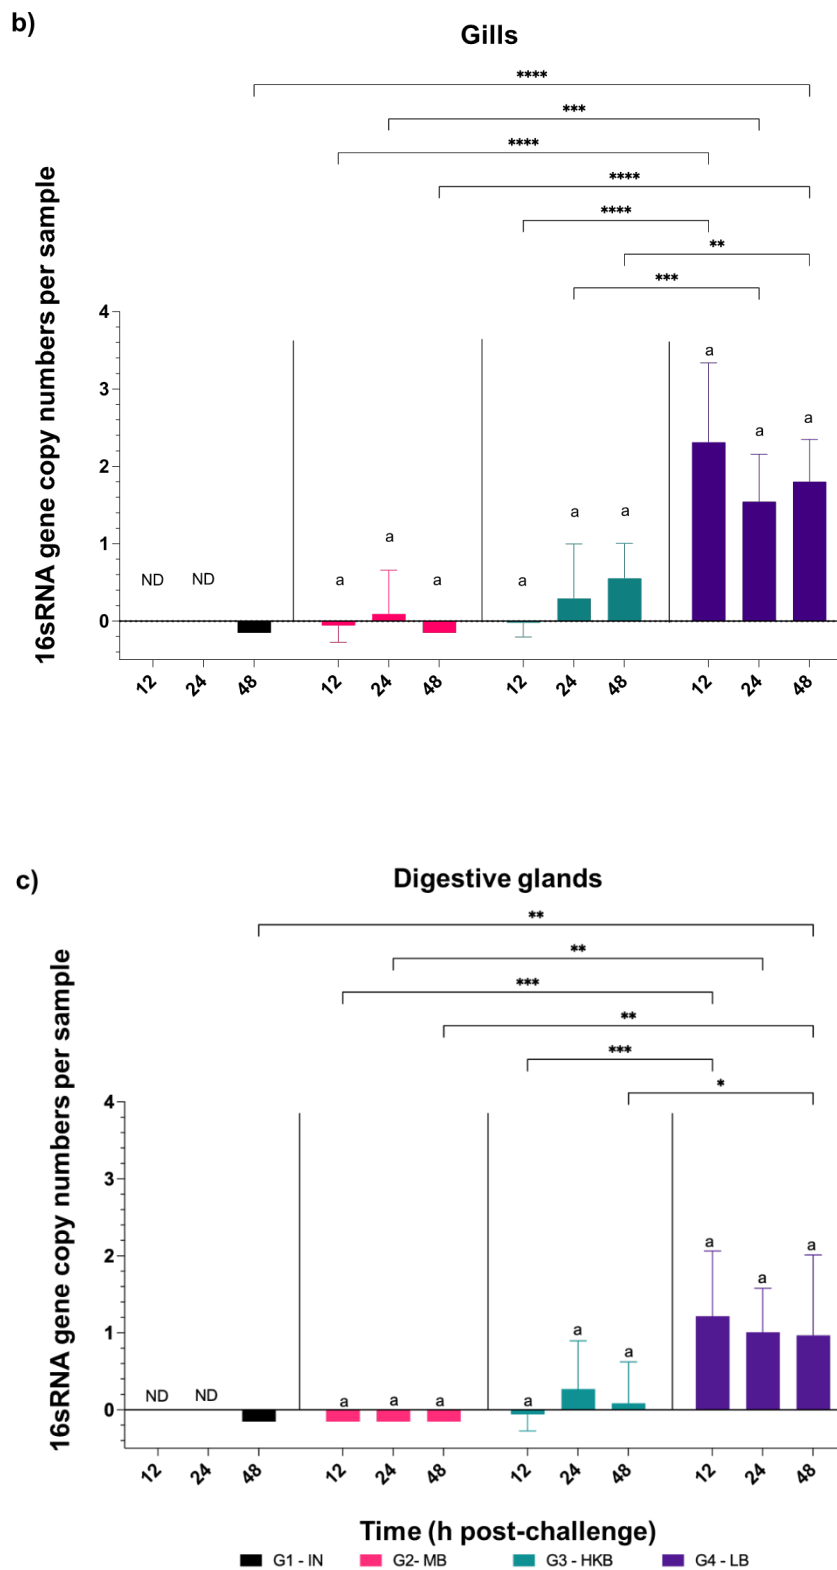 b)
Gills
****
***
****
****
****
**
***
16sRNA gene copy numbers per sample
4
3
2
1
0
ND ND a a a a a a a a a
12 24 48 12 24 48 12 24 48 12 24 48
c)
Digestive glands
**
**
***
**
***
*
16sRNA gene copy numbers per sample
4
3
2
1
0
ND ND a a a a a a a a a
12 24 48 12 24 48 12 24 48 12 24 48
Time (h post-challenge)
G1 - IN G2- MB G3 - HKB G4 - LB